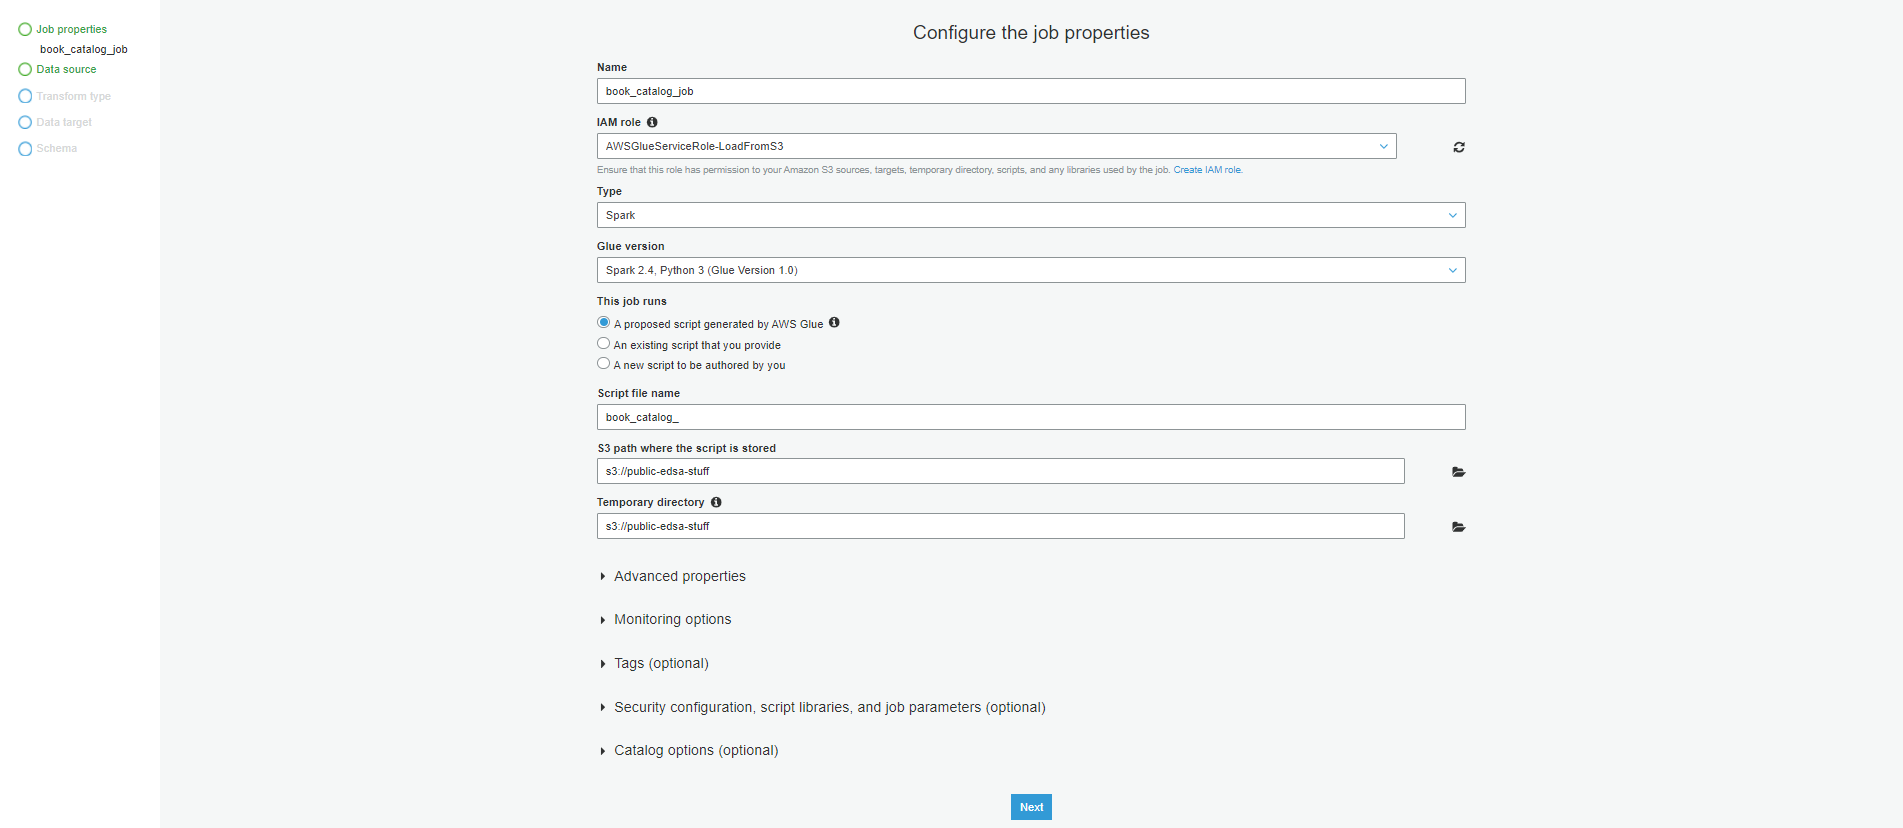 Job properties
book_catalog_job
Data source
Transform type
Data target
Schema
Configure the job properties
Name
book_catalog_job
IAM role
AWSGlueServiceRole-LoadFromS3
Ensure that this role has permission to your Amazon S3 sources, targets, temporary directory, scripts, and any libraries used by the job. Create IAM role.
Type
Spark
Glue version
Spark 2.4, Python 3 (Glue Version 1.0)
This job runs
A proposed script generated by AWS Glue
An existing script that you provide
A new script to be authored by you
Script file name
book_catalog_
S3 path where the script is stored
s3://public-edsa-stuff
Temporary directory
s3://public-edsa-stuff
Advanced properties
Monitoring options
Tags (optional)
Security configuration, script libraries, and job parameters (optional)
Catalog options (optional)
Next